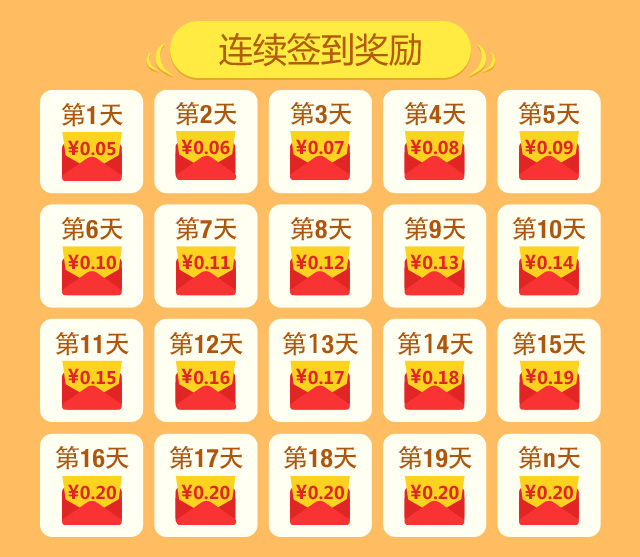 连续签到奖励
第1天 第2天 第3天 第4天 第5天
¥0.05 ¥0.06 ¥0.07 ¥0.08 ¥0.09
第6天 第7天 第8天 第9天 第10天
¥0.10 ¥0.11 ¥0.12 ¥0.13 ¥0.14
第11天 第12天 第13天 第14天 第15天
¥0.15 ¥0.16 ¥0.17 ¥0.18 ¥0.19
第16天 第17天 第18天 第19天 第n天
¥0.20 ¥0.20 ¥0.20 ¥0.20 ¥0.20